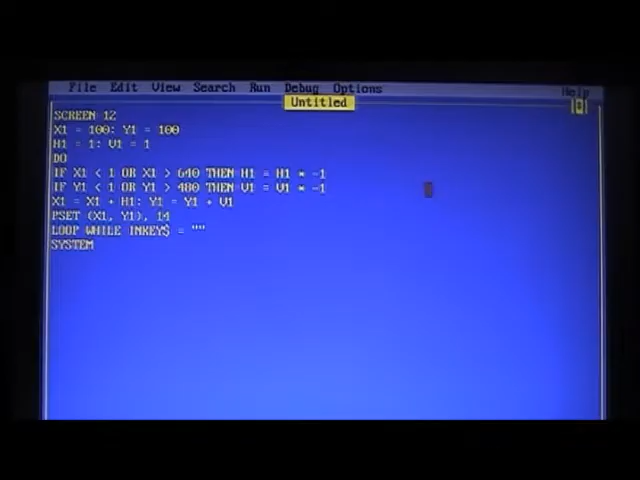 File Edit View Search Run Debug Options Help
Untitled
SCREEN 12
X1 = 100: Y1 = 100
H1 = 1: V1 = 1
DO
IF X1 < 1 OR X1 > 640 THEN H1 = H1 * -1
IF Y1 < 1 OR Y1 > 480 THEN V1 = V1 * -1
X1 = X1 + H1: Y1 = Y1 + V1
PSET (X1, Y1), 14
LOOP WHILE INKEY$ = ""
SYSTEM